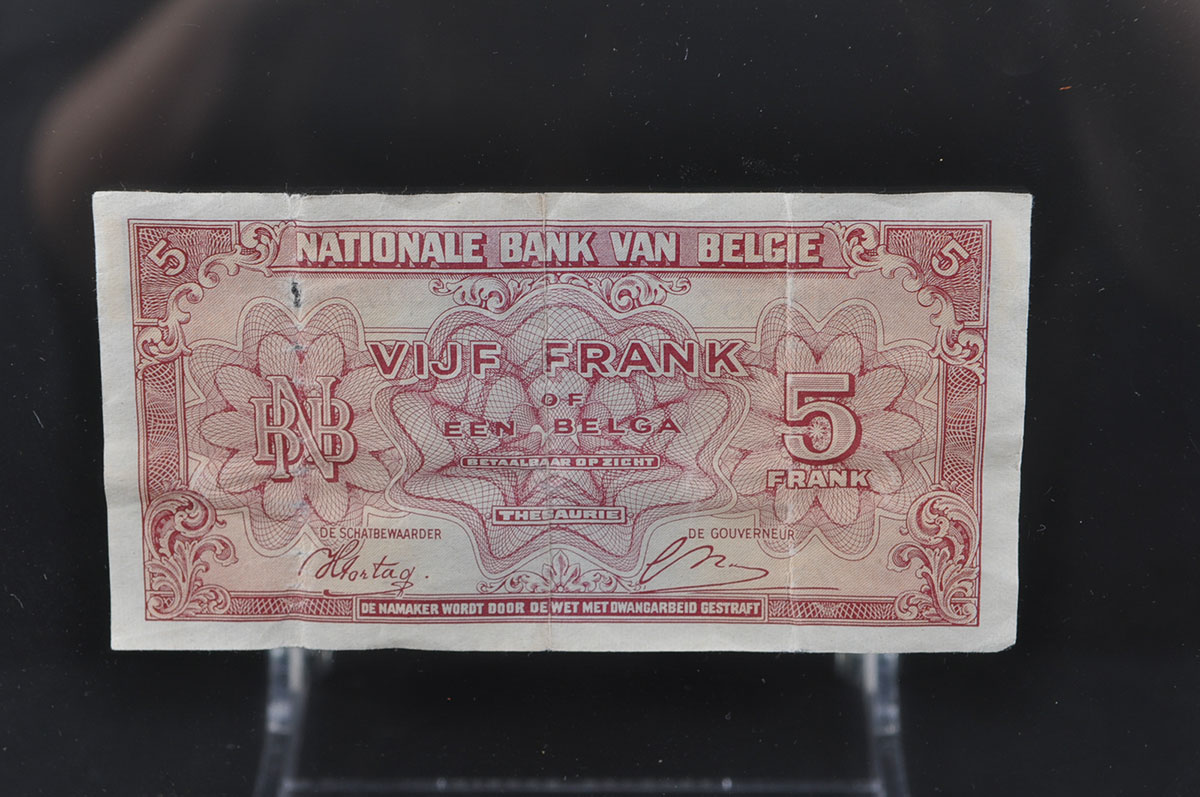 5 NATIONALE BANK VAN BELGIE 5
VIJF FRANK
OF
EEN BELGA
BNB
5
FRANK
BETAALBAAR OP ZICHT
THESAURIE
DE SCHATBEWAARDER
DE GOUVERNEUR
DE NAMAKER WORDT DOOR DE WET MET DWANGARBEID GESTRAFT